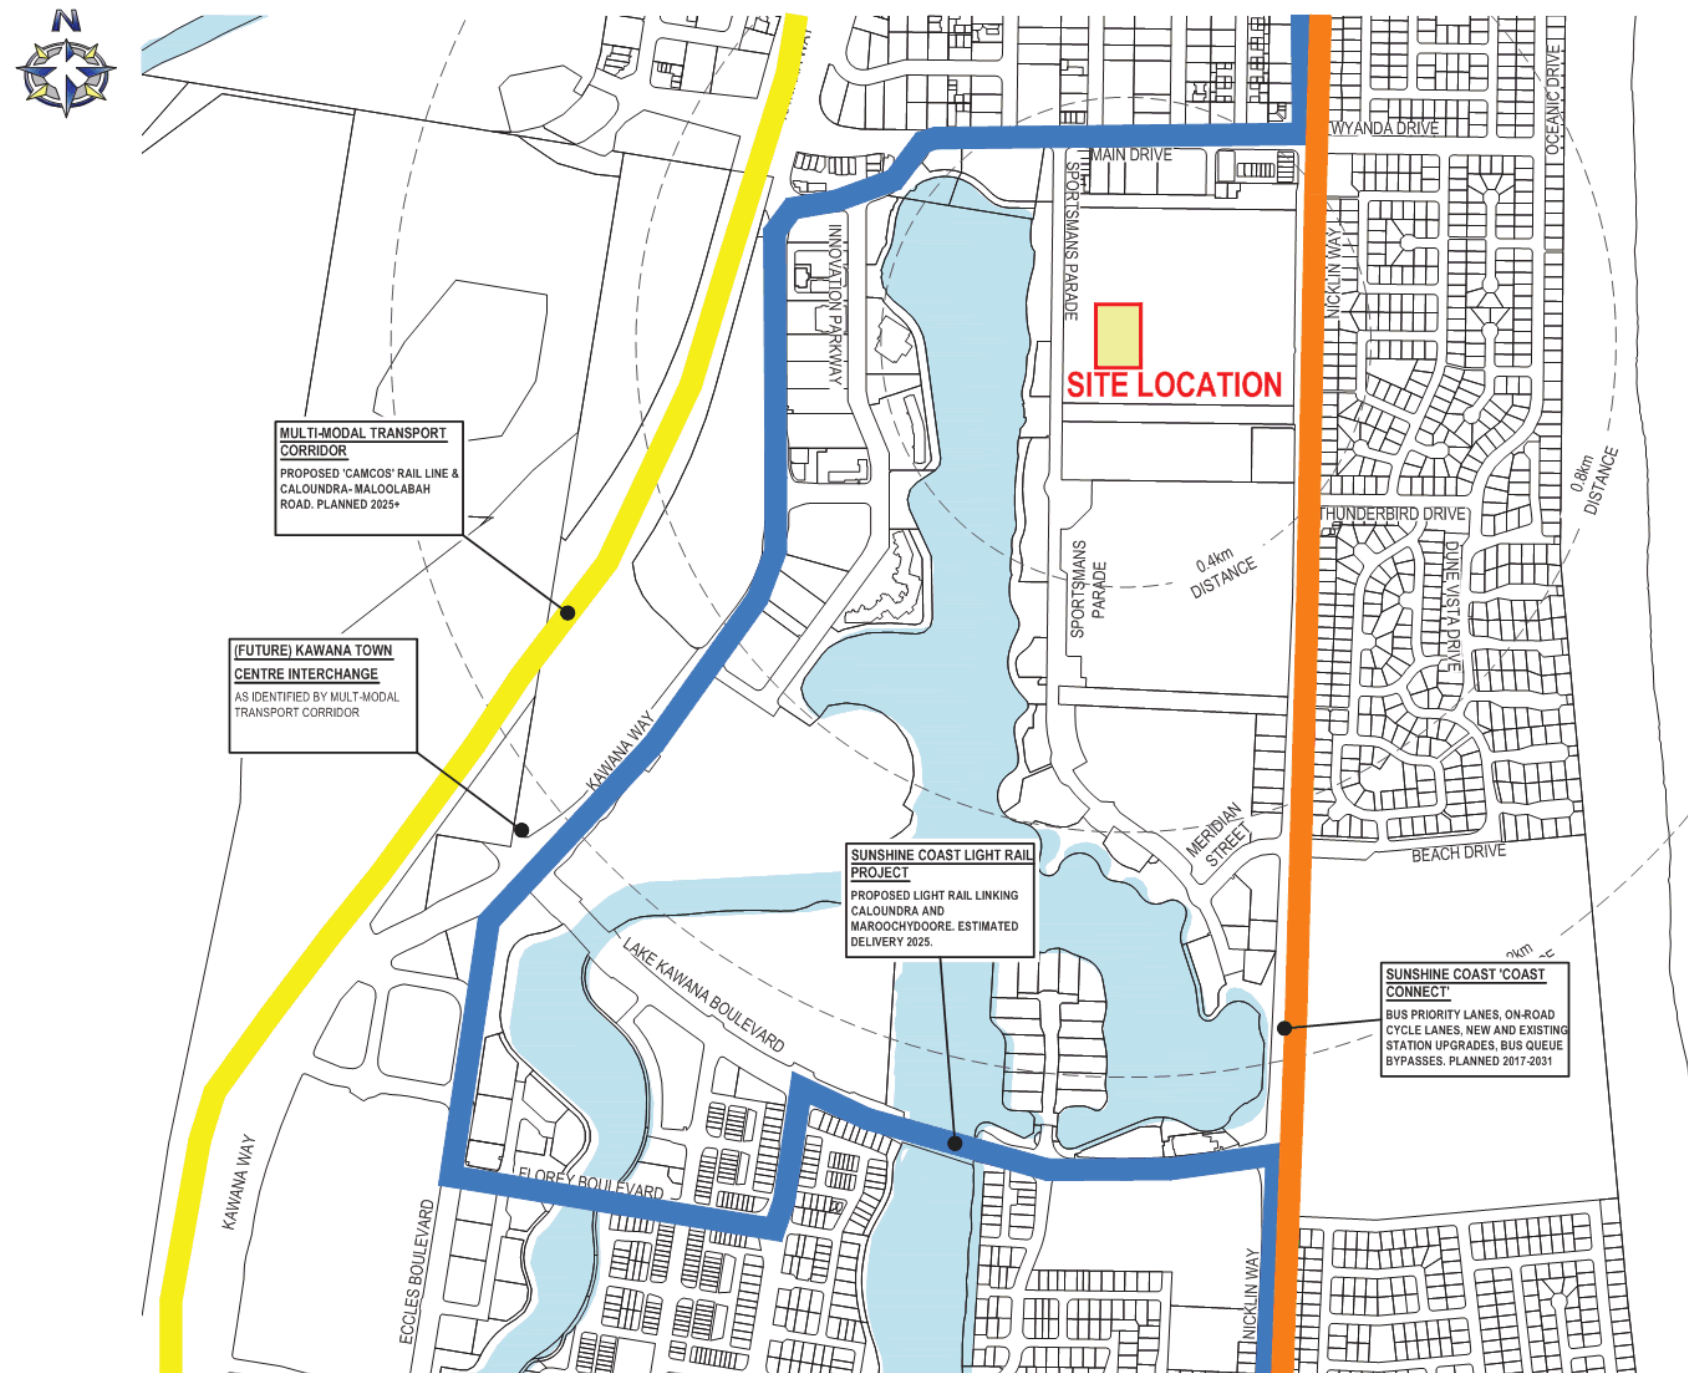 N
WYANDA DRIVE
OCEANIC DRIVE
MAIN DRIVE
SPORTSMANS PARADE
INNOVATION PARKWAY
NICKLIN WAY
SITE LOCATION
MULTI-MODAL TRANSPORT
CORRIDOR
PROPOSED 'CAMCOS' RAIL LINE &
CALOUNDRA- MALOOLABAH
ROAD. PLANNED 2025+
0.8km
DISTANCE
THUNDERBIRD DRIVE
0.4km
DISTANCE
SPORTSMANS
PARADE
DUNE VISTA DRIVE
(FUTURE) KAWANA TOWN
CENTRE INTERCHANGE
AS IDENTIFIED BY MULT-MODAL
TRANSPORT CORRIDOR
KAWANA WAY
MERIDIAN
STREET
BEACH DRIVE
SUNSHINE COAST LIGHT RAIL
PROJECT
PROPOSED LIGHT RAIL LINKING
CALOUNDRA AND
MAROOCHYDOORE. ESTIMATED
DELIVERY 2025.
LAKE KAWANA BOULEVARD
SUNSHINE COAST 'COAST
CONNECT'
BUS PRIORITY LANES, ON-ROAD
CYCLE LANES, NEW AND EXISTING
STATION UPGRADES, BUS QUEUE
BYPASSES. PLANNED 2017-2031
KAWANA WAY
FLOREY BOULEVARD
ECCLES BOULEVARD
NICKLIN WAY